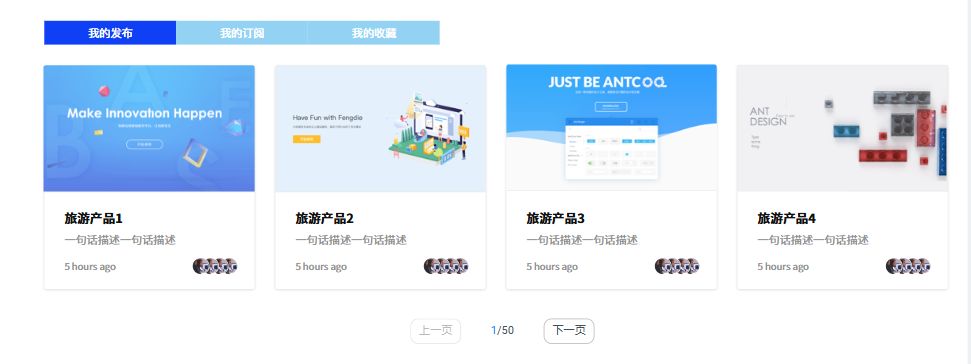 我的发布
我的订阅
我的收藏
Make Innovation Happen
Have Fun with Fengdie
JUST BE ANTCOO
ANT
DESIGN
旅游产品1
旅游产品2
旅游产品3
旅游产品4
一句话描述一句话描述
一句话描述一句话描述
一句话描述一句话描述
一句话描述一句话描述
5 hours ago
5 hours ago
5 hours ago
5 hours ago
上一页
1/50
下一页